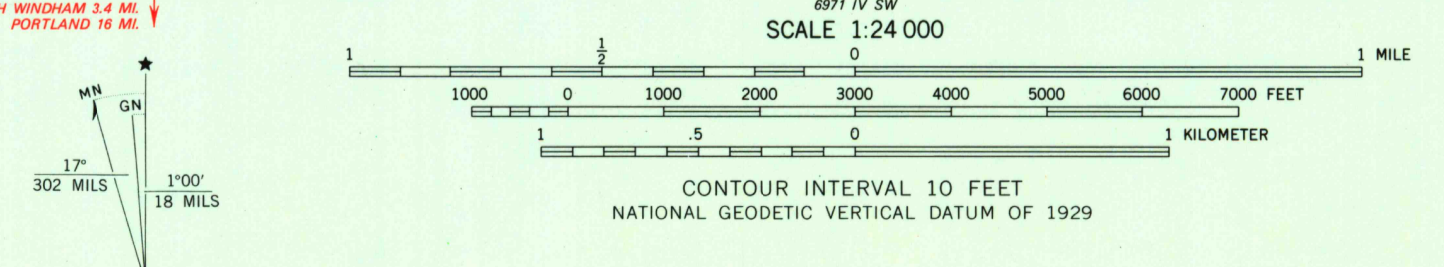 H WINDHAM 3.4 MI.
PORTLAND 16 MI.
6971 IV SW
SCALE 1:24 000
1 1/2 0 1 MILE
1000 0 1000 2000 3000 4000 5000 6000 7000 FEET
1 .5 0 1 KILOMETER
CONTOUR INTERVAL 10 FEET
NATIONAL GEODETIC VERTICAL DATUM OF 1929
★
MN
GN
17°
302 MILS
1°00′
18 MILS